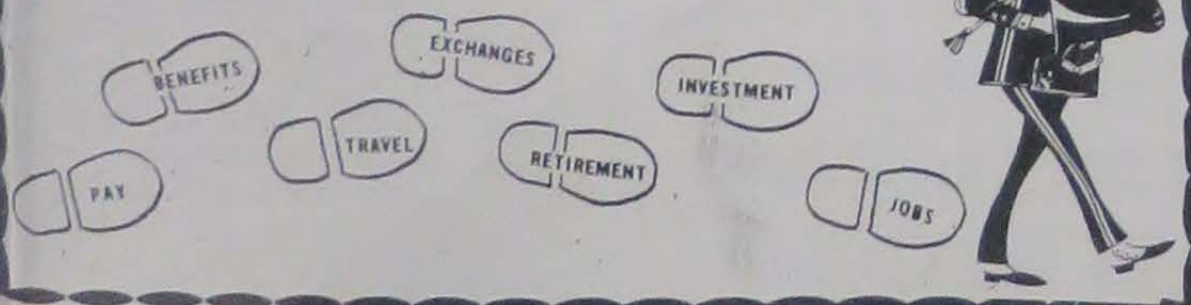 PAY
BENEFITS
TRAVEL
EXCHANGES
RETIREMENT
INVESTMENT
JOBS